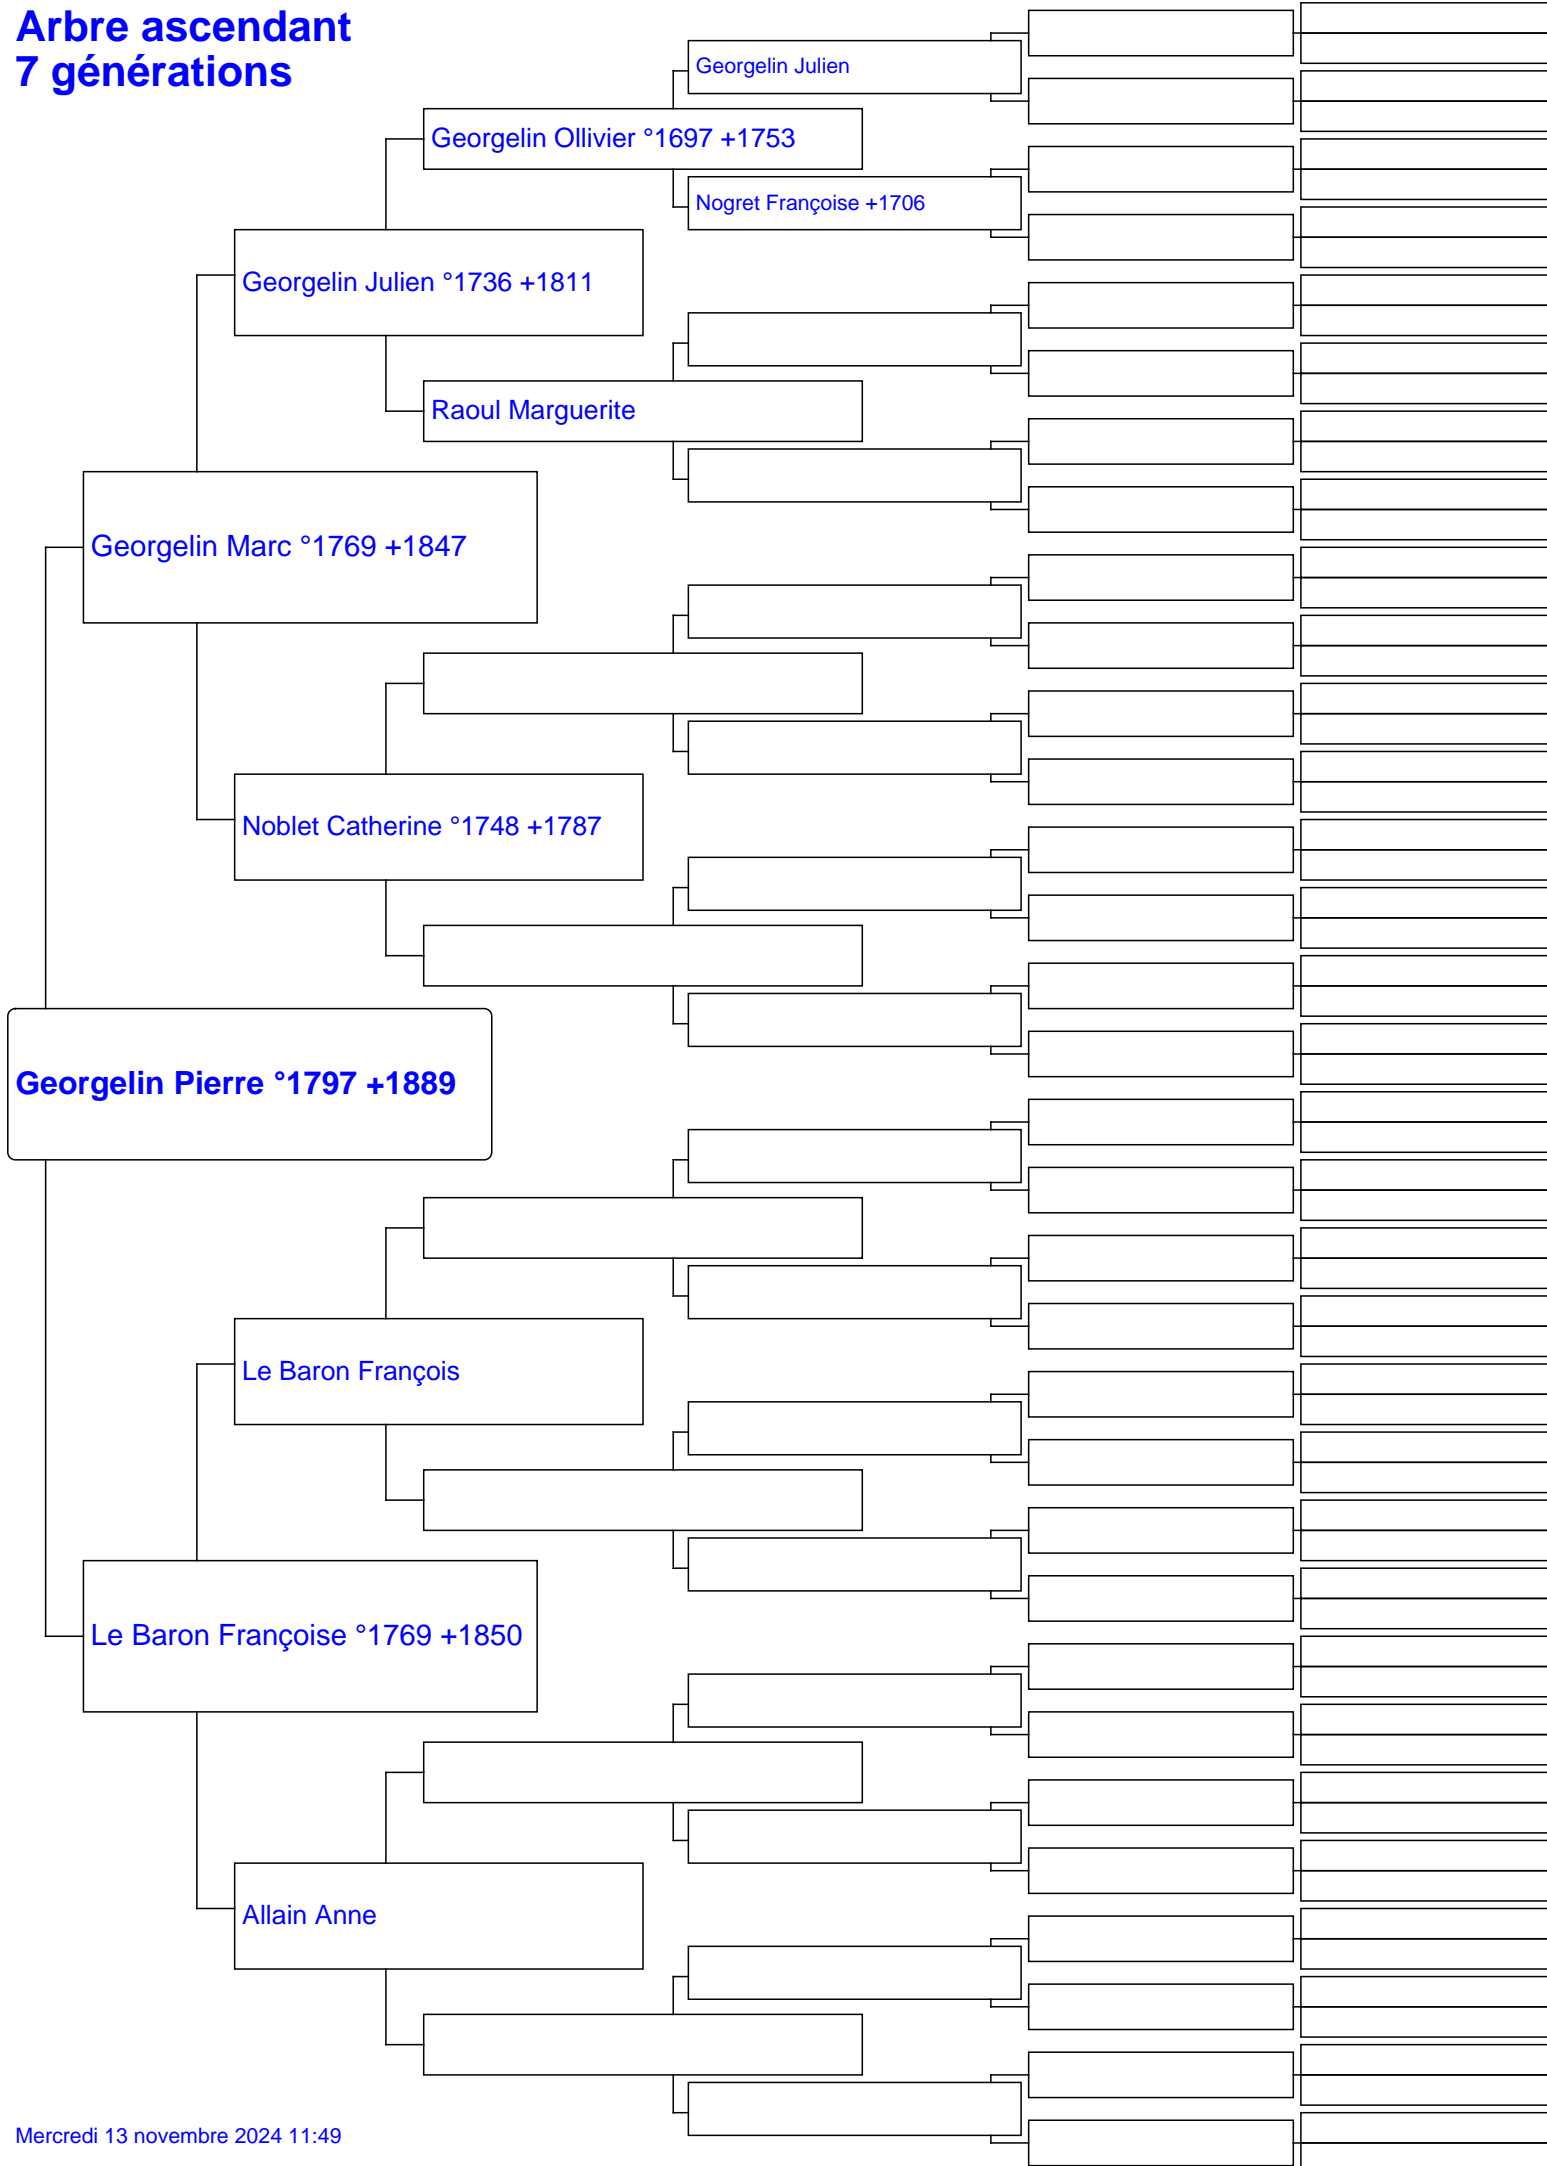 Arbre ascendant
7 générations
Georgelin Julien
Georgelin Ollivier °1697 +1753
Nogret Françoise +1706
Georgelin Julien °1736 +1811
Raoul Marguerite
Georgelin Marc °1769 +1847
Noblet Catherine °1748 +1787
Georgelin Pierre °1797 +1889
Le Baron François
Le Baron Françoise °1769 +1850
Allain Anne
Mercredi 13 novembre 2024 11:49